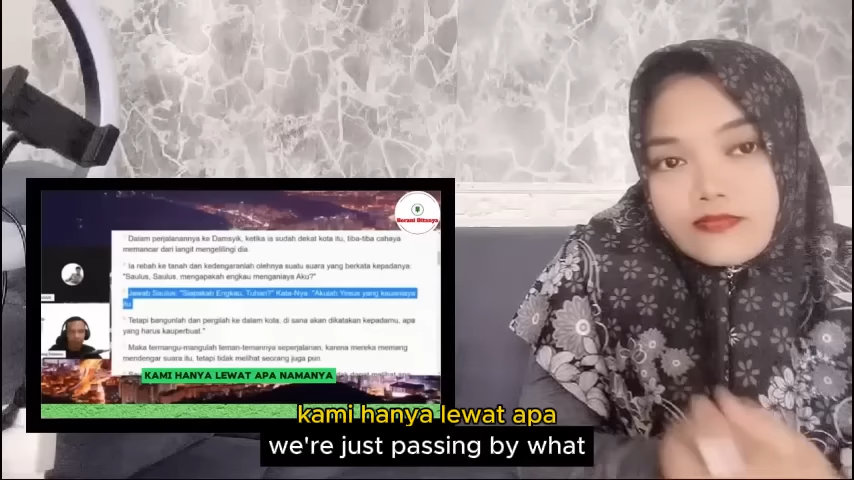 Berani Bitanya
Dalam perjalanannya ke Damsyik, ketika ia sudah dekat kota itu, tiba-tiba cahaya
memancar dari langit mengelilingi dia.
Ia rebah ke tanah dan kedengaranlah olehnya suatu suara yang berkata kepadanya:
"Saulus, Saulus, mengapakah engkau menganiaya Aku?"
Jawab Saulus: "Siapakah Engkau, Tuhan?" Kata-Nya: "Akulah Yesus yang kauaniaya
itu.
Tetapi bangunlah dan pergilah ke dalam kota, di sana akan dikatakan kepadamu, apa
yang harus kauperbuat."
Maka termangu-mangulah teman-temannya seperjalanan, karena mereka memang
mendengar suara itu, tetapi tidak melihat seorang jua pun
KAMI HANYA LEWAT APA NAMANYA
kami hanya lewat apa
we're just passing by what